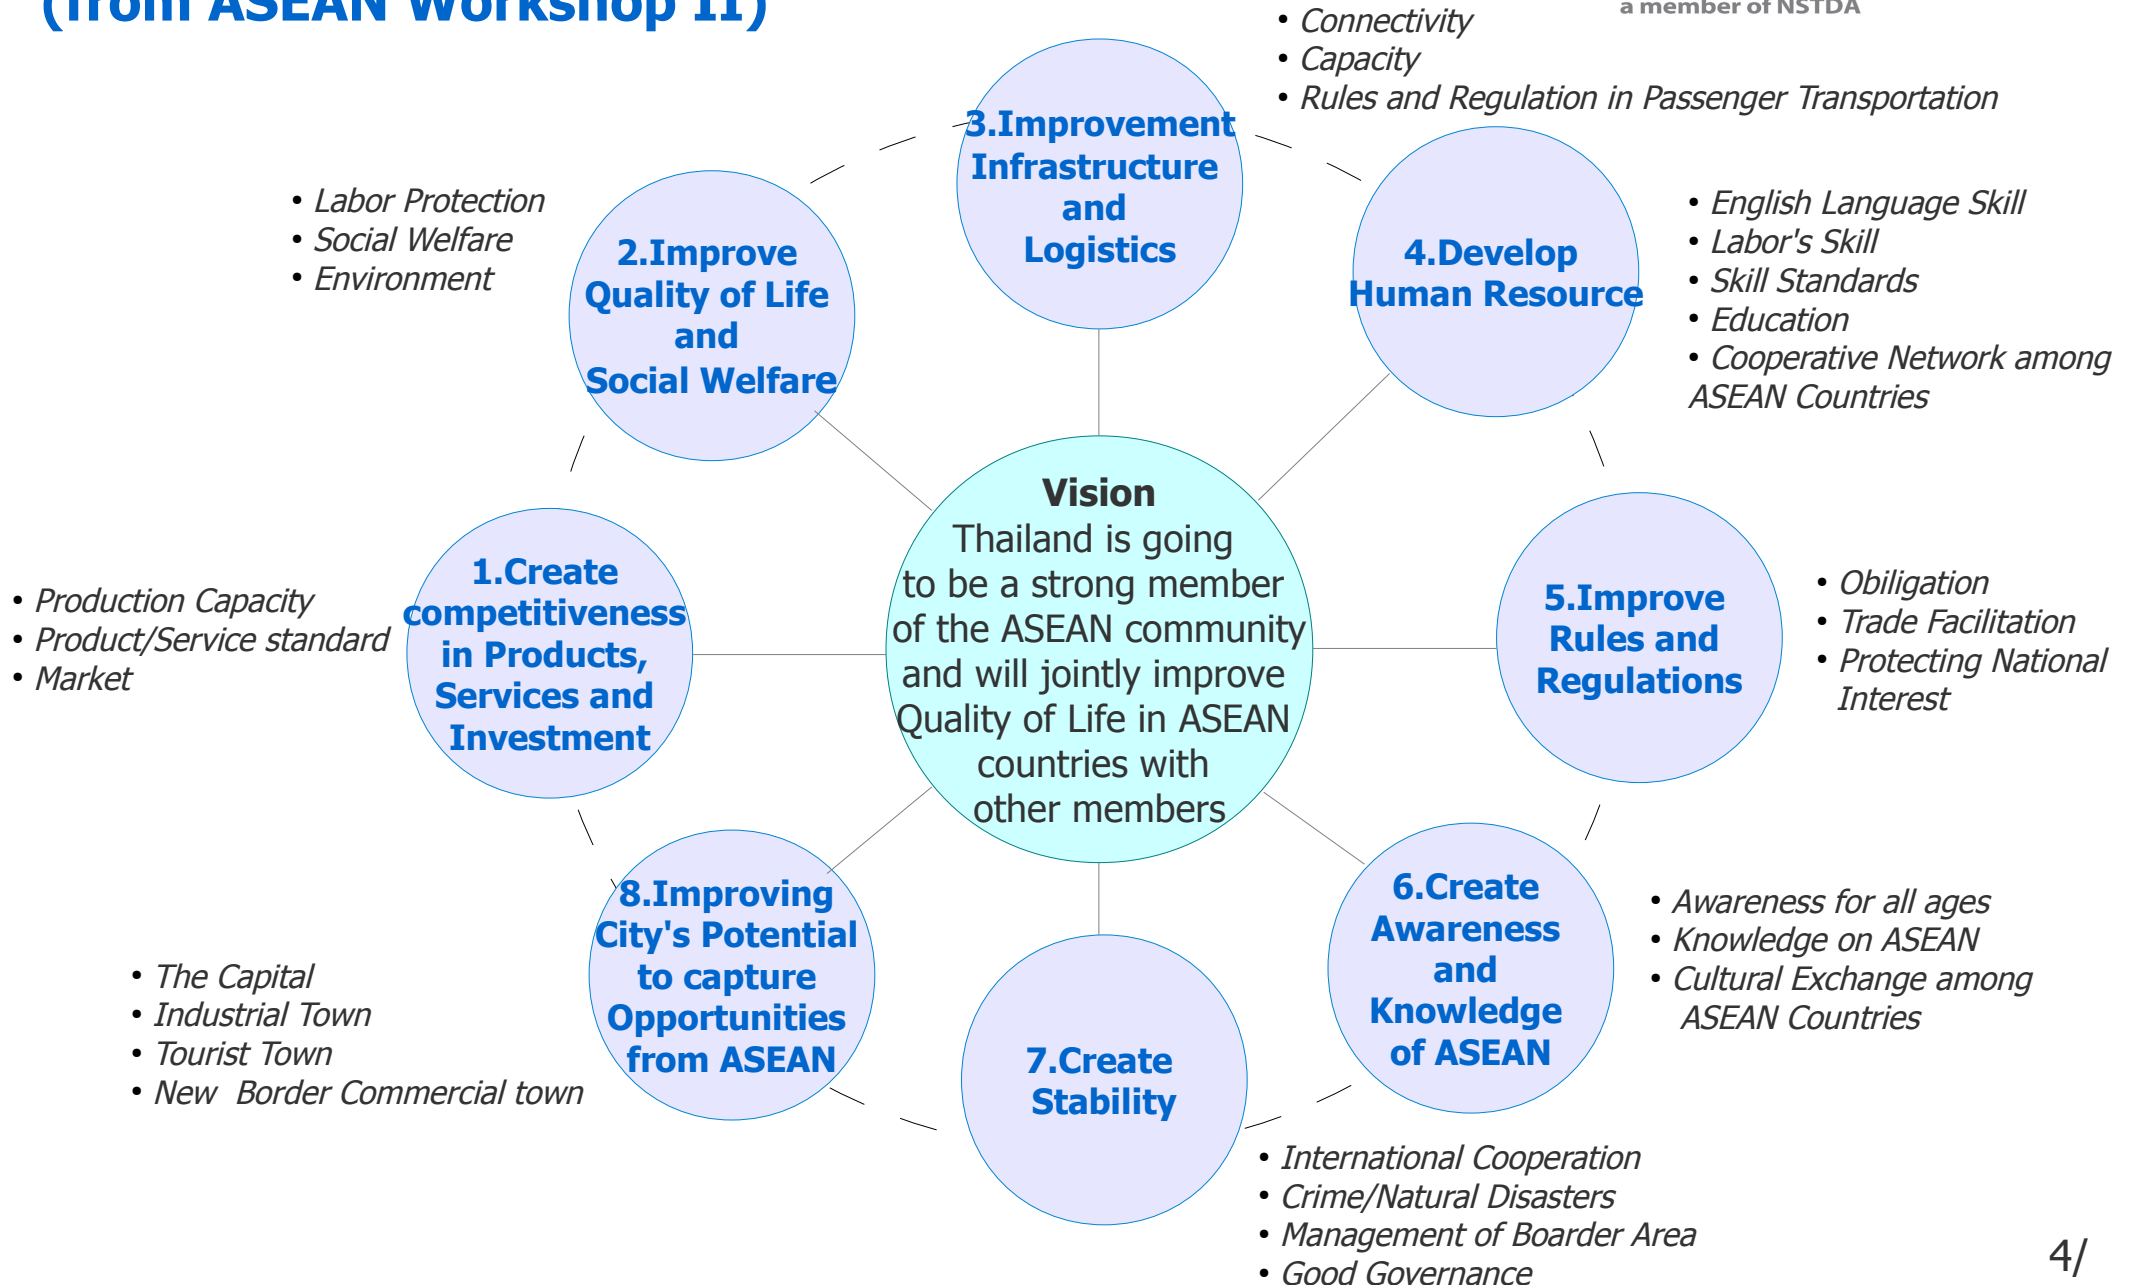 (from ASEAN Workshop II)
a member of NSTDA
• Connectivity
• Capacity
• Rules and Regulation in Passenger Transportation
3.Improvement
Infrastructure
and
Logistics
• Labor Protection
• Social Welfare
• Environment
2.Improve
Quality of Life
and
Social Welfare
4.Develop
Human Resource
• English Language Skill
• Labor's Skill
• Skill Standards
• Education
• Cooperative Network among
ASEAN Countries
Vision
Thailand is going
to be a strong member
of the ASEAN community
and will jointly improve
Quality of Life in ASEAN
countries with
other members
• Production Capacity
• Product/Service standard
• Market
1.Create
competitiveness
in Products,
Services and
Investment
5.Improve
Rules and
Regulations
• Obiligation
• Trade Facilitation
• Protecting National
Interest
8.Improving
City's Potential
to capture
Opportunities
from ASEAN
• The Capital
• Industrial Town
• Tourist Town
• New  Border Commercial town
7.Create
Stability
6.Create
Awareness
and
Knowledge
of ASEAN
• Awareness for all ages
• Knowledge on ASEAN
• Cultural Exchange among
ASEAN Countries
• International Cooperation
• Crime/Natural Disasters
• Management of Boarder Area
• Good Governance
4/